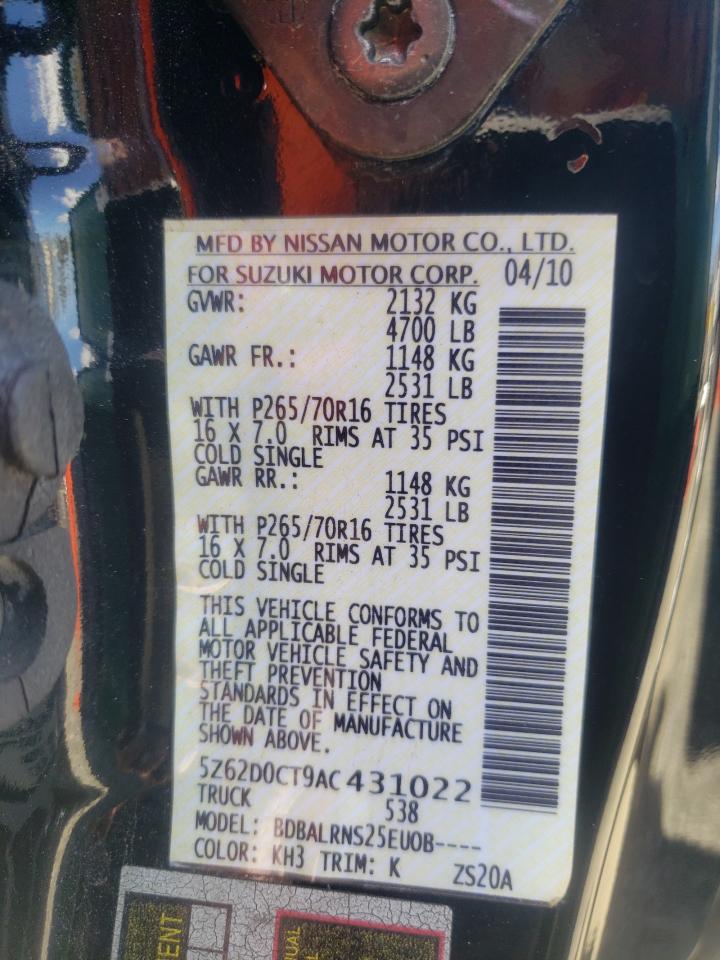 MFD BY NISSAN MOTOR CO., LTD.
FOR SUZUKI MOTOR CORP. 04/10
GVWR: 2132 KG
4700 LB
GAWR FR.: 1148 KG
2531 LB
WITH P265/70R16 TIRES
16 X 7.0 RIMS AT 35 PSI
COLD SINGLE
GAWR RR.: 1148 KG
2531 LB
WITH P265/70R16 TIRES
16 X 7.0 RIMS AT 35 PSI
COLD SINGLE
THIS VEHICLE CONFORMS TO
ALL APPLICABLE FEDERAL
MOTOR VEHICLE SAFETY AND
THEFT PREVENTION
STANDARDS IN EFFECT ON
THE DATE OF MANUFACTURE
SHOWN ABOVE.
5Z62D0CT9AC431022
TRUCK 538
MODEL: BDBALRNS25EUOB----
COLOR: KH3 TRIM: K ZS20A